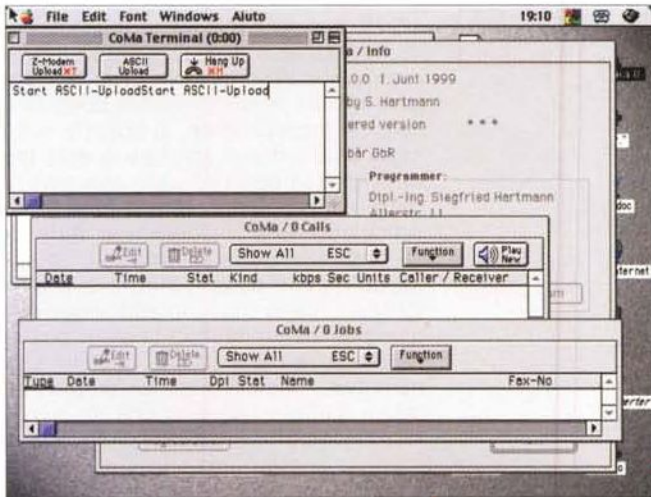 File Edit Font Windows Aiuto 19:10
CoMa Terminal (0:00)
Z-Modem Upload ⌘T
ASCII Upload
Hang Up ⌘H
Start ASCII-UploadStart ASCII-Upload
a / Info
.0.0 1. Juni 1999
by S. Hartmann
ered version * * *
bär GbR
Programmer:
Dipl.-Ing. Siegfried Hartmann
Allerstr. 11
doc
ternet
CoMa / 0 Calls
Edit Delete Show All ESC Function Play New
Date Time Stat Kind kbps Sec Units Caller / Receiver
m
CoMa / 0 Jobs
Edit Delete Show All ESC Function
Type Date Time Dpi Stat Name Fax-No
erter